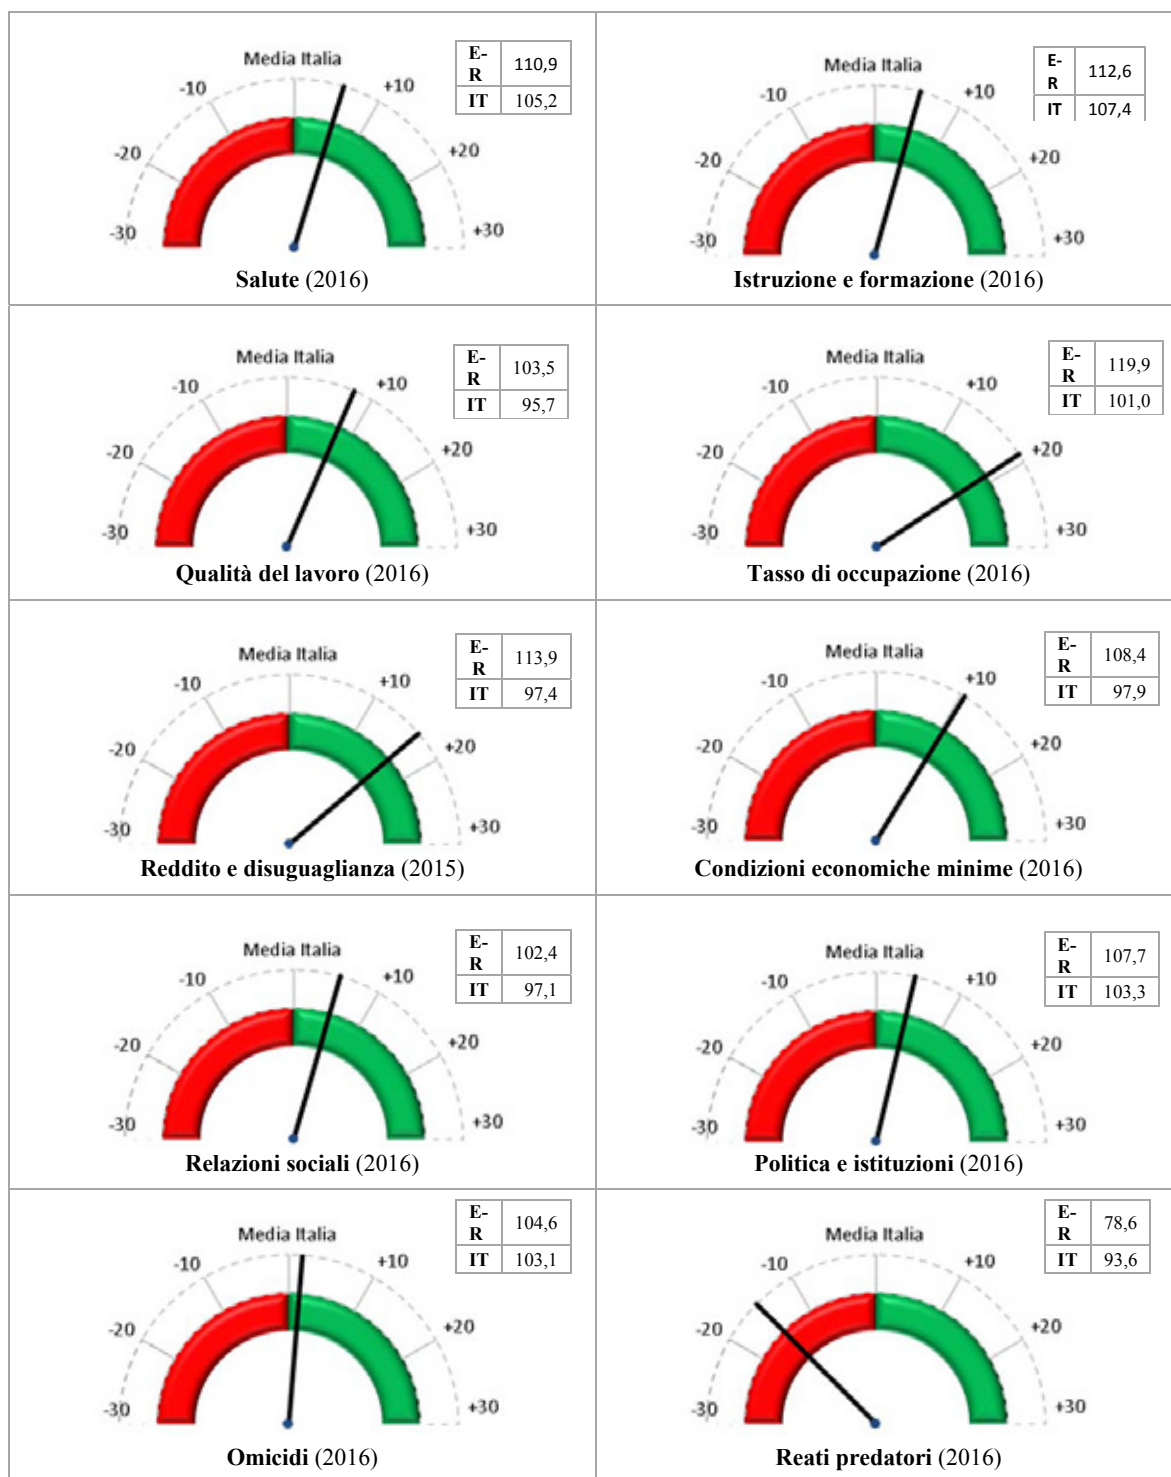 Media Italia
E-R 110,9
IT 105,2
-10 +10
-20 +20
-30 +30
Salute (2016)
Media Italia
E-R 112,6
IT 107,4
-10 +10
-20 +20
-30 +30
Istruzione e formazione (2016)
Media Italia
E-R 103,5
IT 95,7
-10 +10
-20 +20
-30 +30
Qualità del lavoro (2016)
Media Italia
E-R 119,9
IT 101,0
-10 +10
-20 +20
-30 +30
Tasso di occupazione (2016)
Media Italia
E-R 113,9
IT 97,4
-10 +10
-20 +20
-30 +30
Reddito e disuguaglianza (2015)
Media Italia
E-R 108,4
IT 97,9
-10 +10
-20 +20
-30 +30
Condizioni economiche minime (2016)
Media Italia
E-R 102,4
IT 97,1
-10 +10
-20 +20
-30 +30
Relazioni sociali (2016)
Media Italia
E-R 107,7
IT 103,3
-10 +10
-20 +20
-30 +30
Politica e istituzioni (2016)
Media Italia
E-R 104,6
IT 103,1
-10 +10
-20 +20
-30 +30
Omicidi (2016)
Media Italia
E-R 78,6
IT 93,6
-10 +10
-20 +20
-30 +30
Reati predatori (2016)